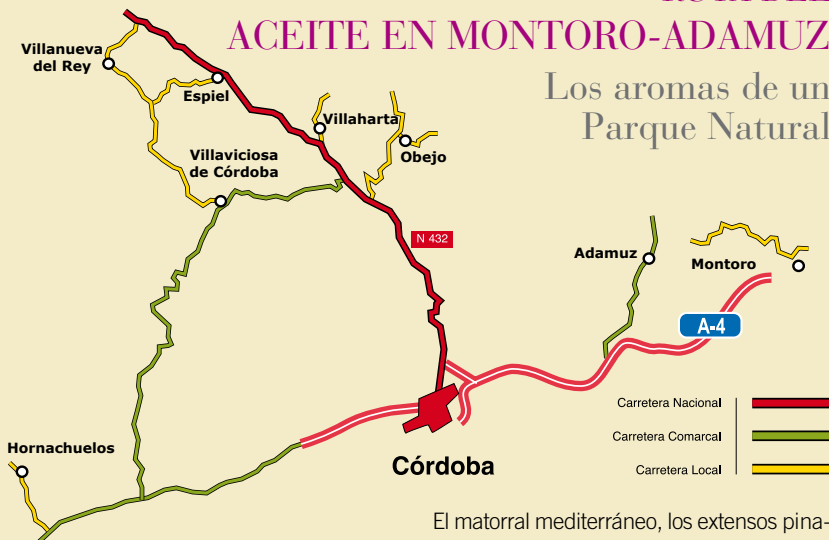 ACEITE EN MONTORO-ADAMUZ
Los aromas de un
Parque Natural
Villanueva
del Rey
Espiel
Villaharta
Obejo
Villaviciosa
de Córdoba
N 432
Adamuz
Montoro
A-4
Carretera Nacional
Carretera Comarcal
Carretera Local
Hornachuelos
Córdoba
El matorral mediterráneo, los extensos pina-